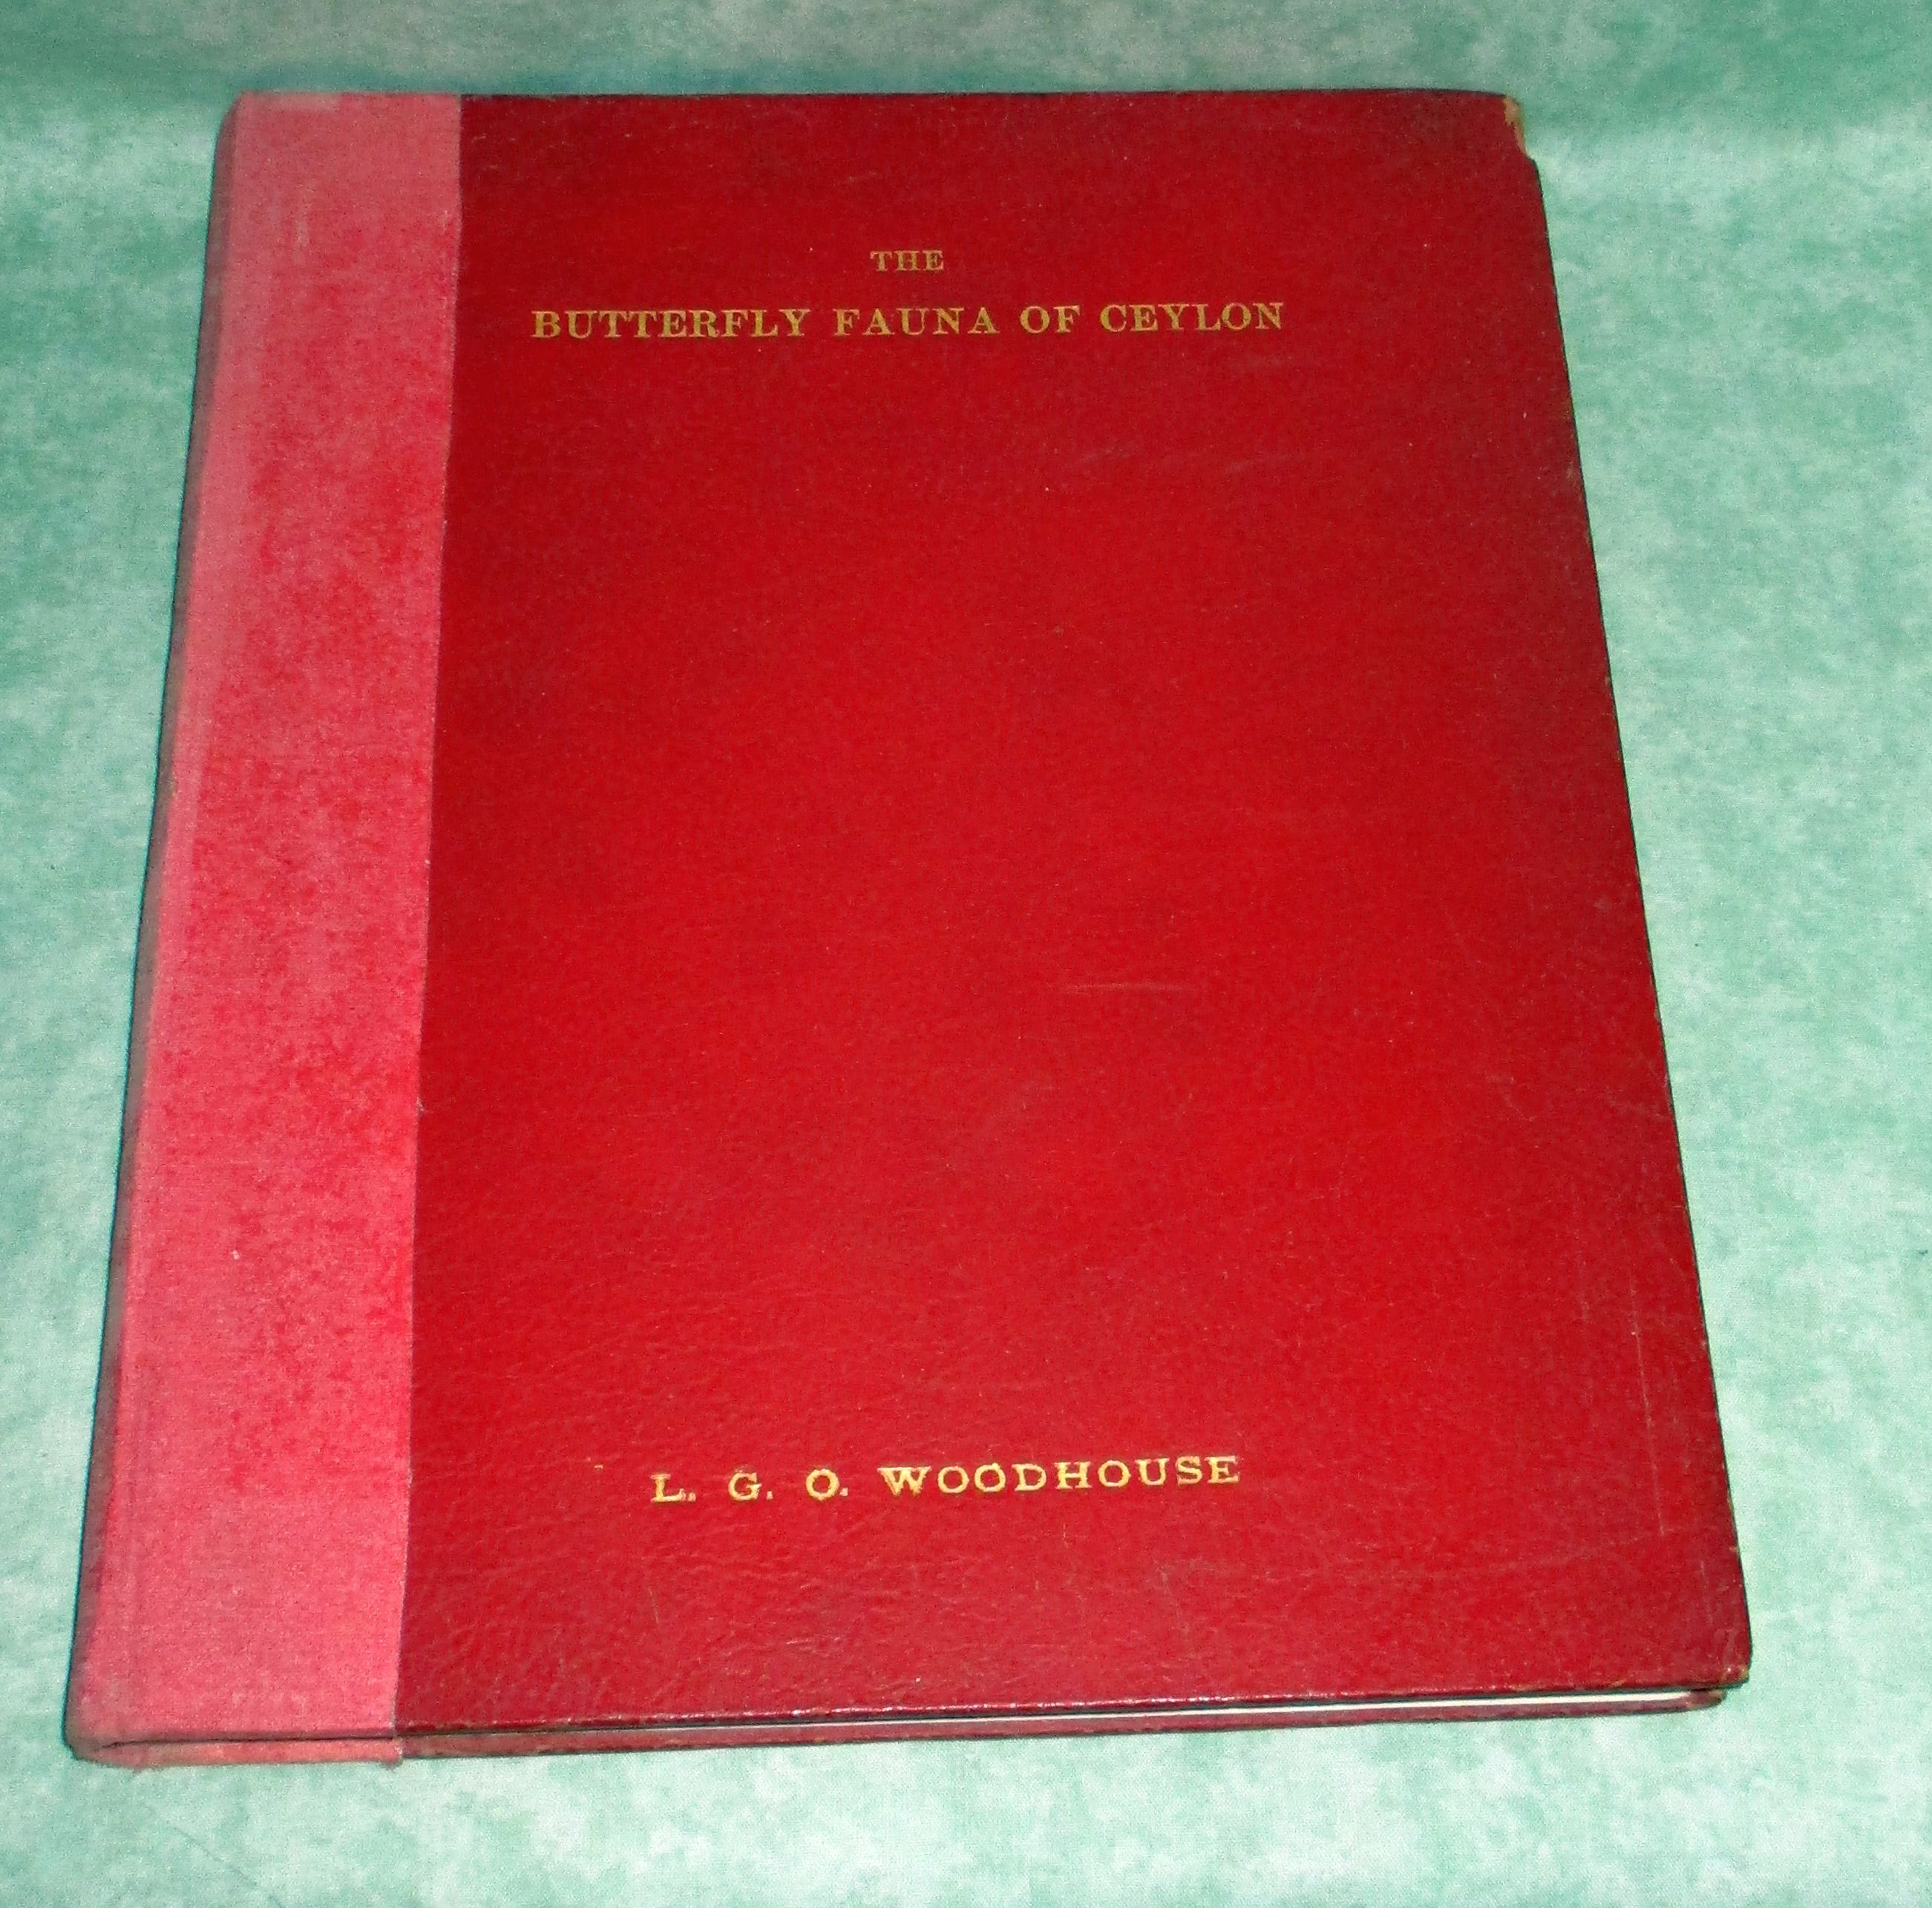 THE
BUTTERFLY FAUNA OF CEYLON
L. G. O. WOODHOUSE